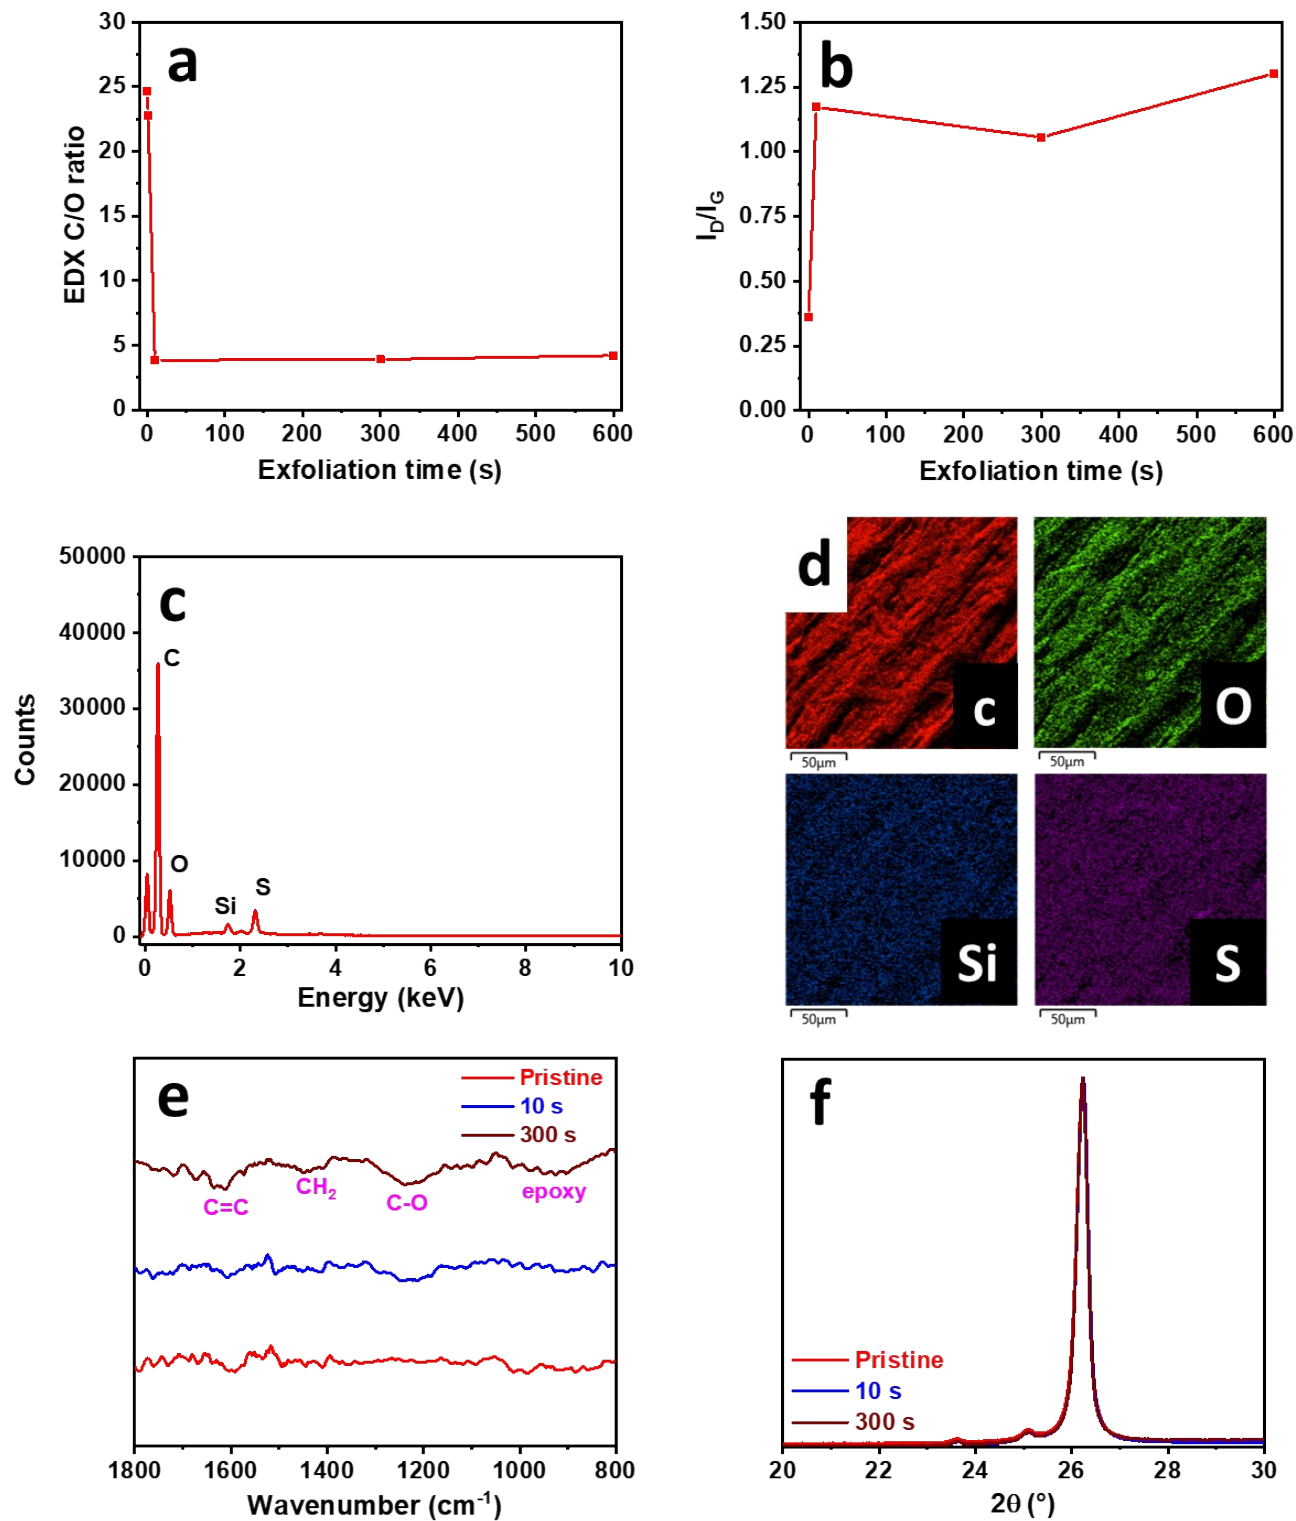 a
30
25
20
15
10
5
0
EDX C/O ratio
0 100 200 300 400 500 600
Exfoliation time (s)
b
1.50
1.25
1.00
0.75
0.50
0.25
0.00
I_D/I_G
0 100 200 300 400 500 600
Exfoliation time (s)
c
50000
40000
30000
20000
10000
0
Counts
C
O
Si
S
0 2 4 6 8 10
Energy (keV)
d
c
O
50µm
50µm
Si
S
50µm
50µm
e
Pristine
10 s
300 s
C=C
CH₂
C-O
epoxy
1800 1600 1400 1200 1000 800
Wavenumber (cm⁻¹)
f
Pristine
10 s
300 s
20 22 24 26 28 30
2θ (°)